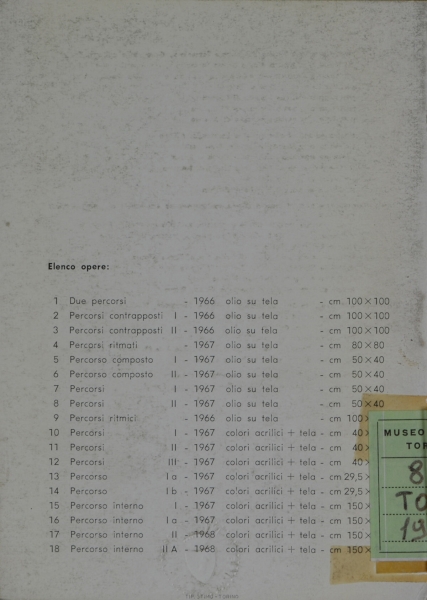 Elenco opere:
1 Due percorsi - 1966 olio su tela - cm. 100×100
2 Percorsi contrapposti I - 1966 olio su tela - cm 100×100
3 Percorsi contrapposti II - 1966 olio su tela - cm 100×100
4 Percorsi ritmati - 1967 olio su tela - cm 80×80
5 Percorso composto I - 1967 olio su tela - cm 50×40
6 Percorso composto II - 1967 olio su tela - cm 50×40
7 Percorsi I - 1967 olio su tela - cm 50×40
8 Percorsi II - 1967 olio su tela - cm 50×40
9 Percorsi ritmici - 1966 olio su tela - cm 100×
10 Percorsi I - 1967 colori acrilici + tela - cm 40×
11 Percorsi II - 1967 colori acrilici + tela - cm 40×
12 Percorsi III - 1967 colori acrilici + tela - cm 40×
13 Percorso I a - 1967 colori acrilici + tela - cm. 29,5×
14 Percorso I b - 1967 colori acrilici + tela - cm 29,5×
15 Percorso interno I - 1967 colori acrilici + tela - cm 150×
16 Percorso interno I a - 1967 colori acrilici + tela - cm 150×
17 Percorso interno II - 1968 colori acrilici + tela - cm 150×
18 Percorso interno II A - 1968 colori acrilici + tela - cm 150×
MUSEO
TOR
8
TO
19